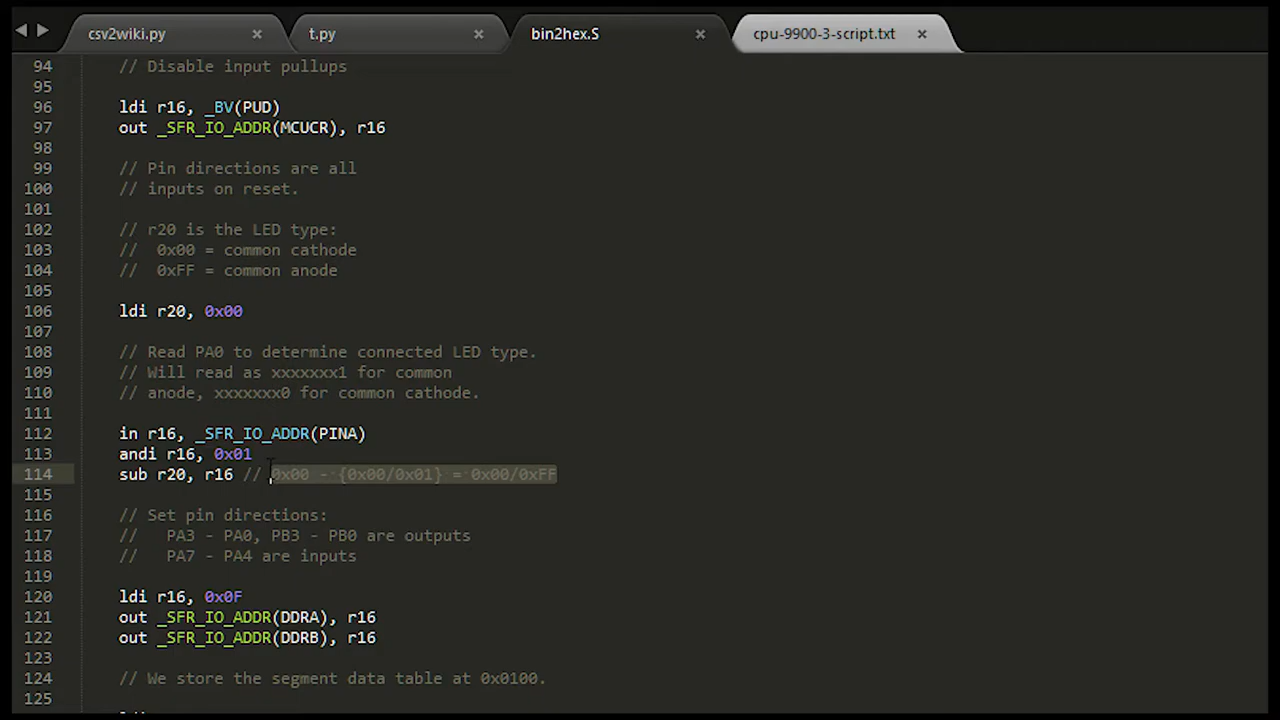 csv2wiki.py × t.py × bin2hex.S × cpu-9900-3-script.txt ×
94 // Disable input pullups
95
96 ldi r16, _BV(PUD)
97 out _SFR_IO_ADDR(MCUCR), r16
98
99 // Pin directions are all
100 // inputs on reset.
101
102 // r20 is the LED type:
103 //  0x00 = common cathode
104 //  0xFF = common anode
105
106 ldi r20, 0x00
107
108 // Read PA0 to determine connected LED type.
109 // Will read as xxxxxxx1 for common
110 // anode, xxxxxxx0 for common cathode.
111
112 in r16, _SFR_IO_ADDR(PINA)
113 andi r16, 0x01
114 sub r20, r16 // 0x00 - {0x00/0x01} = 0x00/0xFF
115
116 // Set pin directions:
117 //   PA3 - PA0, PB3 - PB0 are outputs
118 //   PA7 - PA4 are inputs
119
120 ldi r16, 0x0F
121 out _SFR_IO_ADDR(DDRA), r16
122 out _SFR_IO_ADDR(DDRB), r16
123
124 // We store the segment data table at 0x0100.
125